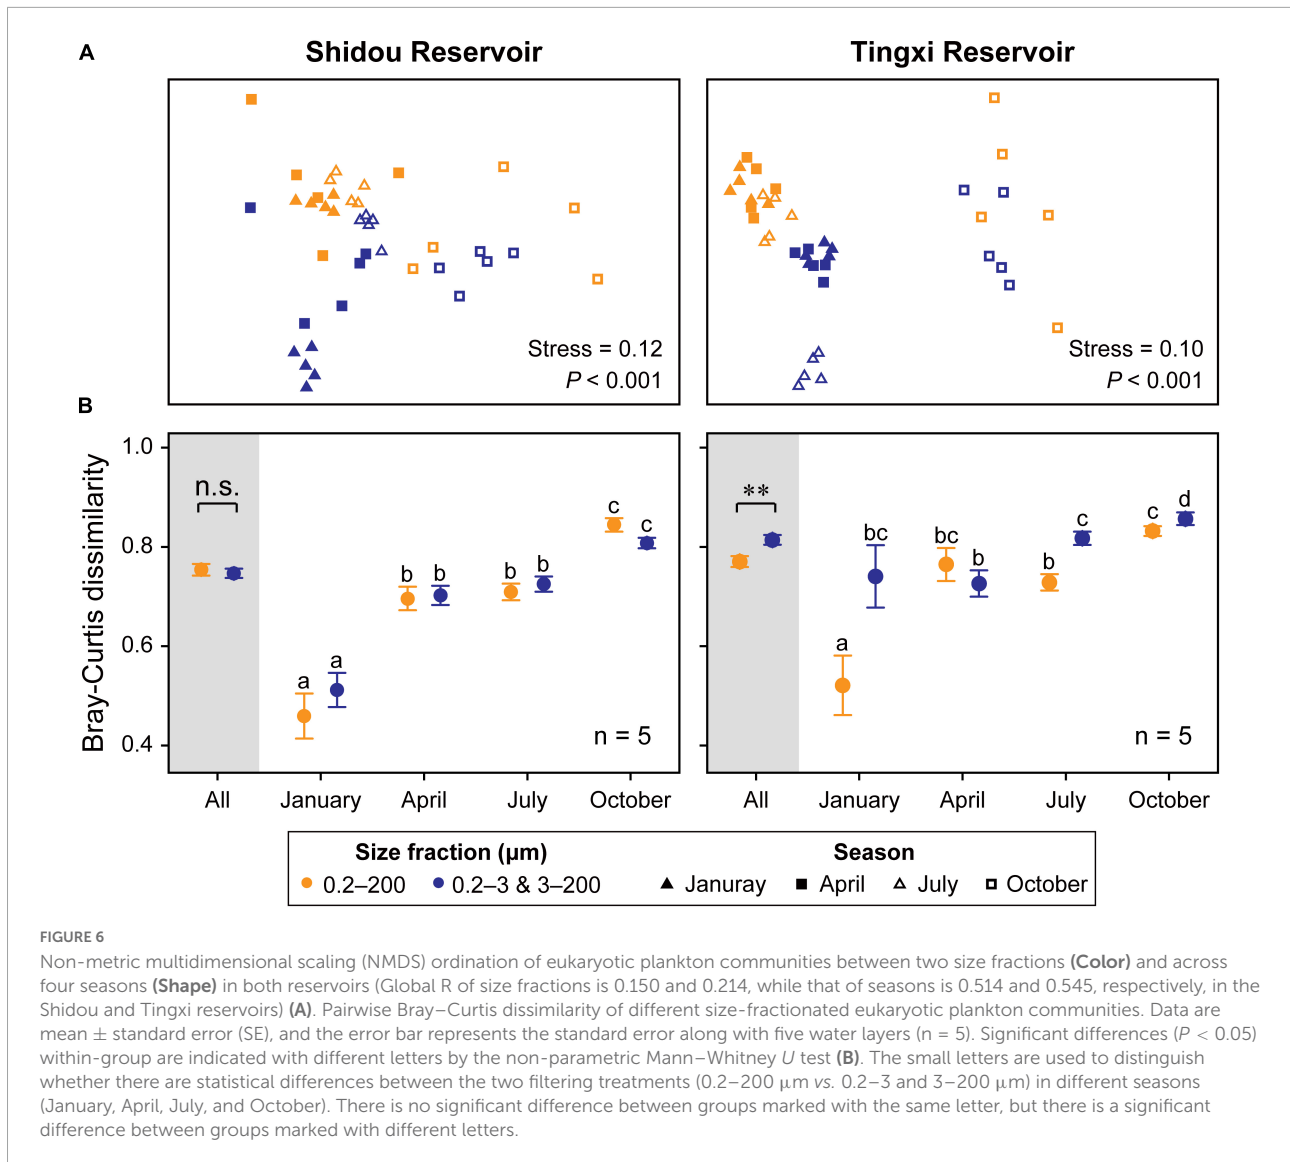 A
Shidou Reservoir
Tingxi Reservoir
Stress = 0.12
P < 0.001
Stress = 0.10
P < 0.001
B
Bray-Curtis dissimilarity
1.0
0.8
0.6
0.4
n.s.
a
a
b
b
b
b
c
c
n = 5
**
a
bc
bc
b
b
c
c
d
n = 5
All January April July October
All January April July October
Size fraction (µm)
0.2–200 0.2–3 & 3–200
Season
Januray April July October
FIGURE 6
Non-metric multidimensional scaling (NMDS) ordination of eukaryotic plankton communities between two size fractions (Color) and across
four seasons (Shape) in both reservoirs (Global R of size fractions is 0.150 and 0.214, while that of seasons is 0.514 and 0.545, respectively, in the
Shidou and Tingxi reservoirs) (A). Pairwise Bray–Curtis dissimilarity of different size-fractionated eukaryotic plankton communities. Data are
mean ± standard error (SE), and the error bar represents the standard error along with five water layers (n = 5). Significant differences (P < 0.05)
within-group are indicated with different letters by the non-parametric Mann–Whitney U test (B). The small letters are used to distinguish
whether there are statistical differences between the two filtering treatments (0.2–200 µm vs. 0.2–3 and 3–200 µm) in different seasons
(January, April, July, and October). There is no significant difference between groups marked with the same letter, but there is a significant
difference between groups marked with different letters.